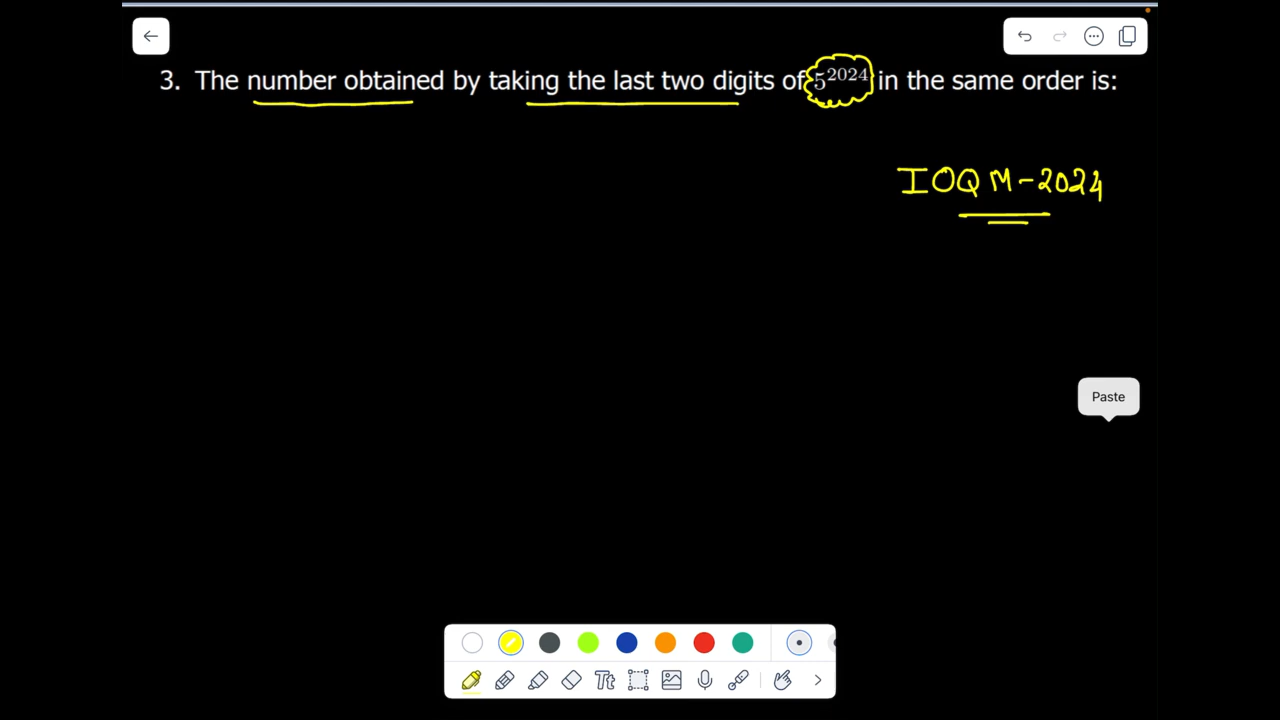 3. The number obtained by taking the last two digits of 5^2024 in the same order is:
IOQM-2024
Paste
Tt